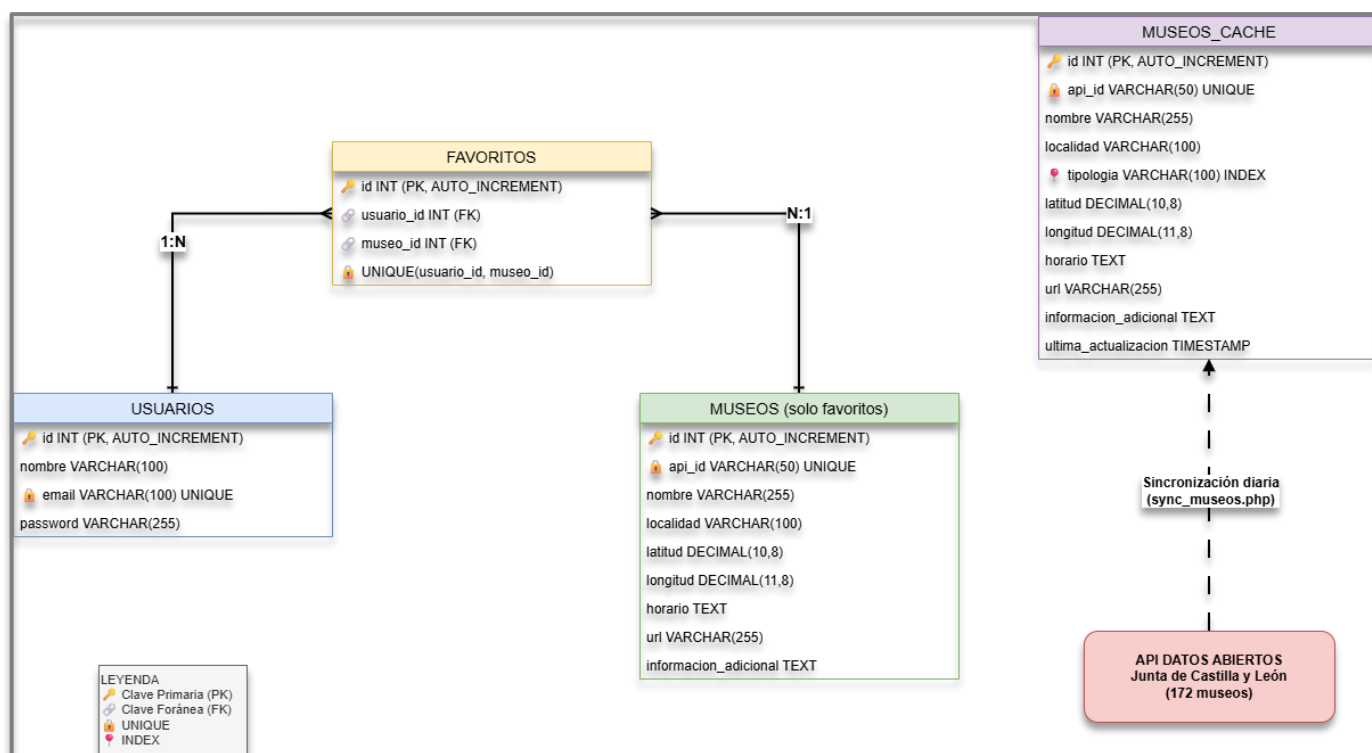 MUSEOS_CACHE
id INT (PK, AUTO_INCREMENT)
api_id VARCHAR(50) UNIQUE
nombre VARCHAR(255)
localidad VARCHAR(100)
tipologia VARCHAR(100) INDEX
latitud DECIMAL(10,8)
longitud DECIMAL(11,8)
horario TEXT
url VARCHAR(255)
informacion_adicional TEXT
ultima_actualizacion TIMESTAMP
FAVORITOS
id INT (PK, AUTO_INCREMENT)
usuario_id INT (FK)
museo_id INT (FK)
UNIQUE(usuario_id, museo_id)
1:N
N:1
USUARIOS
id INT (PK, AUTO_INCREMENT)
nombre VARCHAR(100)
email VARCHAR(100) UNIQUE
password VARCHAR(255)
MUSEOS (solo favoritos)
id INT (PK, AUTO_INCREMENT)
api_id VARCHAR(50) UNIQUE
nombre VARCHAR(255)
localidad VARCHAR(100)
latitud DECIMAL(10,8)
longitud DECIMAL(11,8)
horario TEXT
url VARCHAR(255)
informacion_adicional TEXT
Sincronización diaria
(sync_museos.php)
API DATOS ABIERTOS
Junta de Castilla y León
(172 museos)
LEYENDA
Clave Primaria (PK)
Clave Foránea (FK)
UNIQUE
INDEX